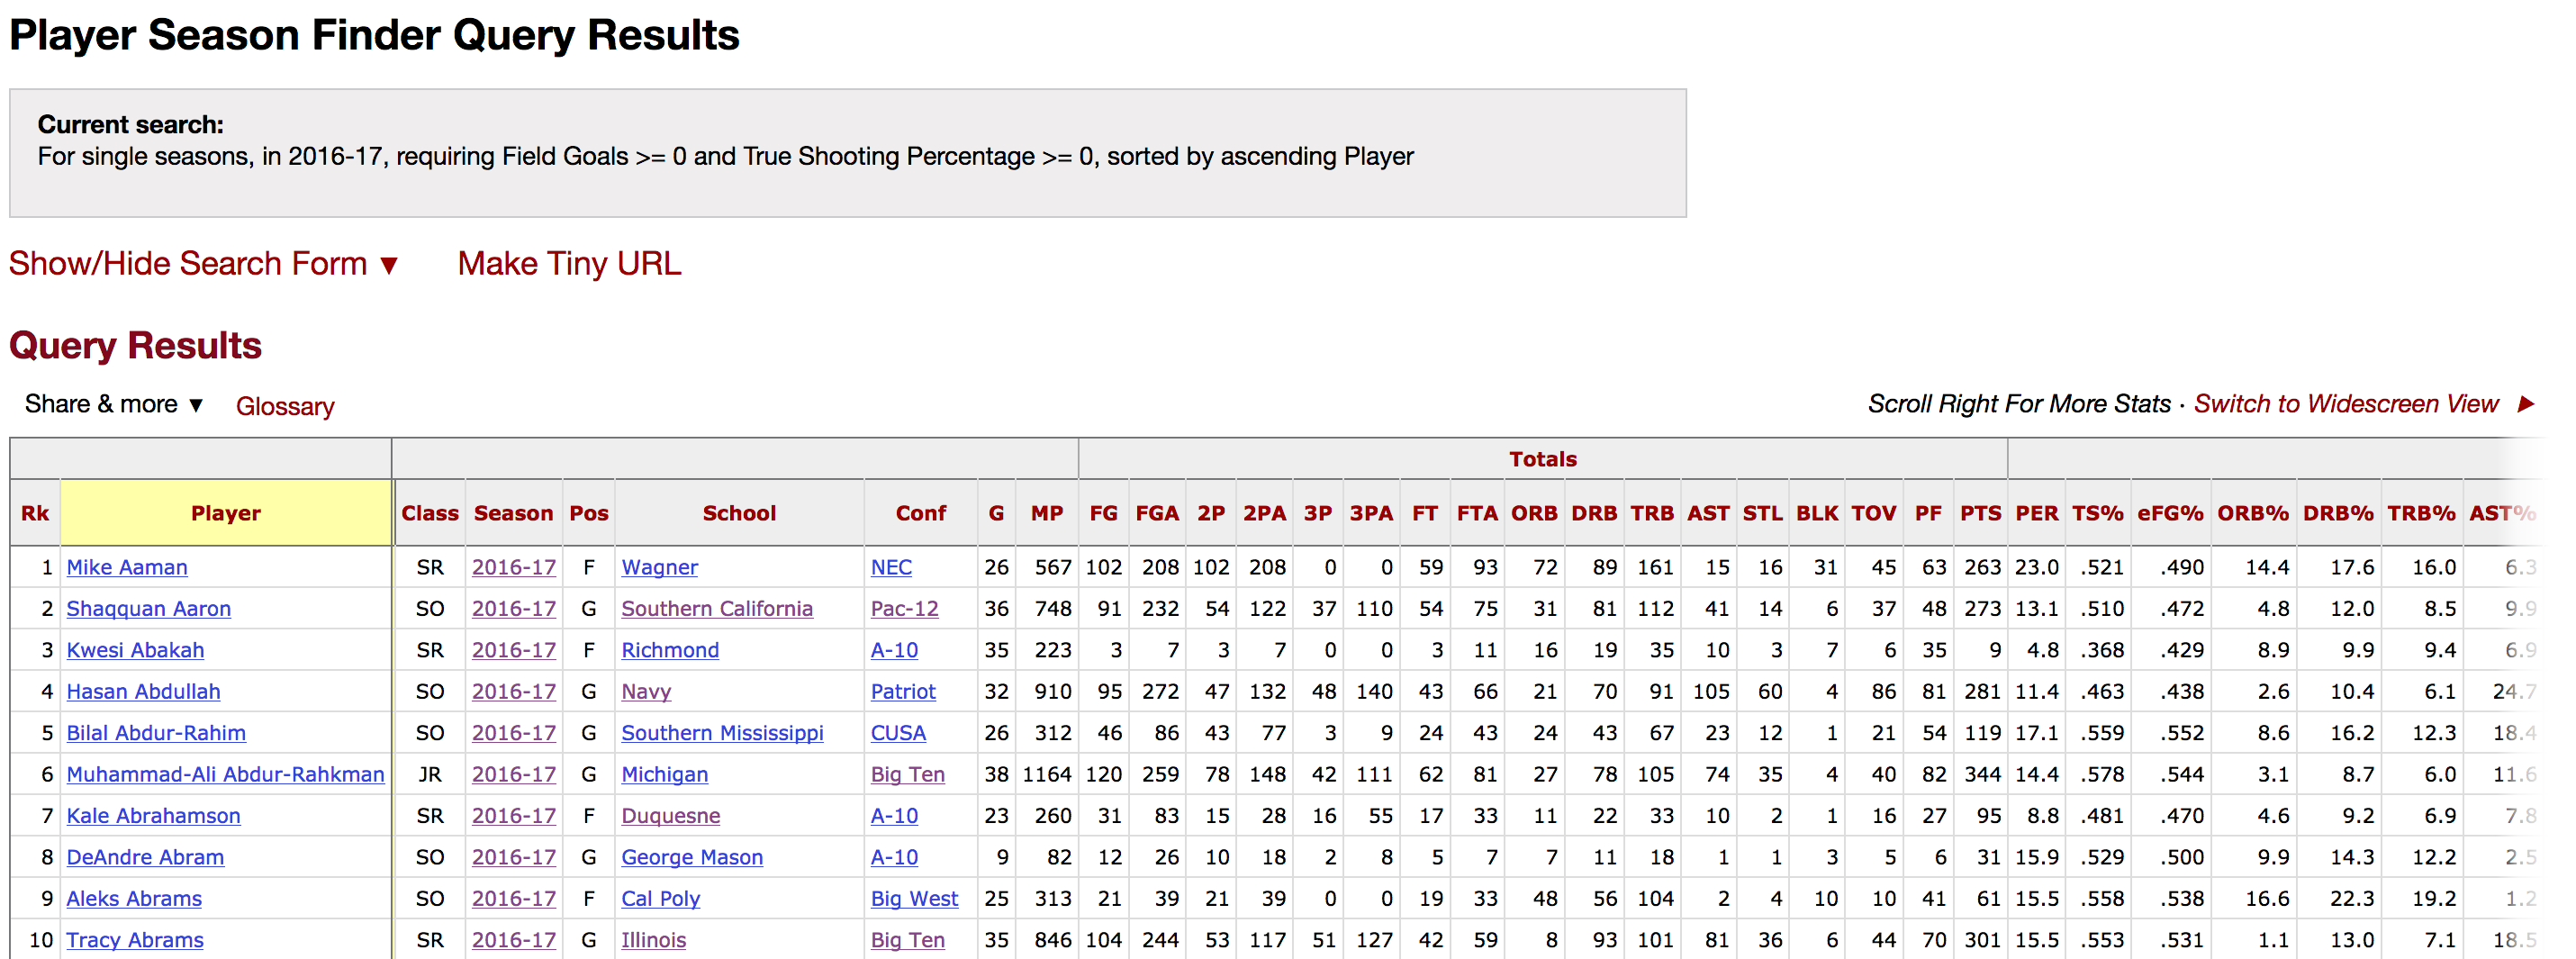 Player Season Finder Query Results
Current search:
For single seasons, in 2016-17, requiring Field Goals >= 0 and True Shooting Percentage >= 0, sorted by ascending Player
Show/Hide Search Form ▼ Make Tiny URL
Query Results
Share & more ▼ Glossary Scroll Right For More Stats · Switch to Widescreen View ►
Totals
Rk Player Class Season Pos School Conf G MP FG FGA 2P 2PA 3P 3PA FT FTA ORB DRB TRB AST STL BLK TOV PF PTS PER TS% eFG% ORB% DRB% TRB% AST%
1 Mike Aaman SR 2016-17 F Wagner NEC 26 567 102 208 102 208 0 0 59 93 72 89 161 15 16 31 45 63 263 23.0 .521 .490 14.4 17.6 16.0 6.3
2 Shaqquan Aaron SO 2016-17 G Southern California Pac-12 36 748 91 232 54 122 37 110 54 75 31 81 112 41 14 6 37 48 273 13.1 .510 .472 4.8 12.0 8.5 9.9
3 Kwesi Abakah SR 2016-17 F Richmond A-10 35 223 3 7 3 7 0 0 3 11 16 19 35 10 3 7 6 35 9 4.8 .368 .429 8.9 9.9 9.4 6.9
4 Hasan Abdullah SO 2016-17 G Navy Patriot 32 910 95 272 47 132 48 140 43 66 21 70 91 105 60 4 86 81 281 11.4 .463 .438 2.6 10.4 6.1 24.7
5 Bilal Abdur-Rahim SO 2016-17 G Southern Mississippi CUSA 26 312 46 86 43 77 3 9 24 43 24 43 67 23 12 1 21 54 119 17.1 .559 .552 8.6 16.2 12.3 18.4
6 Muhammad-Ali Abdur-Rahkman JR 2016-17 G Michigan Big Ten 38 1164 120 259 78 148 42 111 62 81 27 78 105 74 35 4 40 82 344 14.4 .578 .544 3.1 8.7 6.0 11.6
7 Kale Abrahamson SR 2016-17 F Duquesne A-10 23 260 31 83 15 28 16 55 17 33 11 22 33 10 2 1 16 27 95 8.8 .481 .470 4.6 9.2 6.9 7.8
8 DeAndre Abram SO 2016-17 G George Mason A-10 9 82 12 26 10 18 2 8 5 7 7 11 18 1 1 3 5 6 31 15.9 .529 .500 9.9 14.3 12.2 2.5
9 Aleks Abrams SO 2016-17 F Cal Poly Big West 25 313 21 39 21 39 0 0 19 33 48 56 104 2 4 10 10 41 61 15.5 .558 .538 16.6 22.3 19.2 1.2
10 Tracy Abrams SR 2016-17 G Illinois Big Ten 35 846 104 244 53 117 51 127 42 59 8 93 101 81 36 6 44 70 301 15.5 .553 .531 1.1 13.0 7.1 18.5